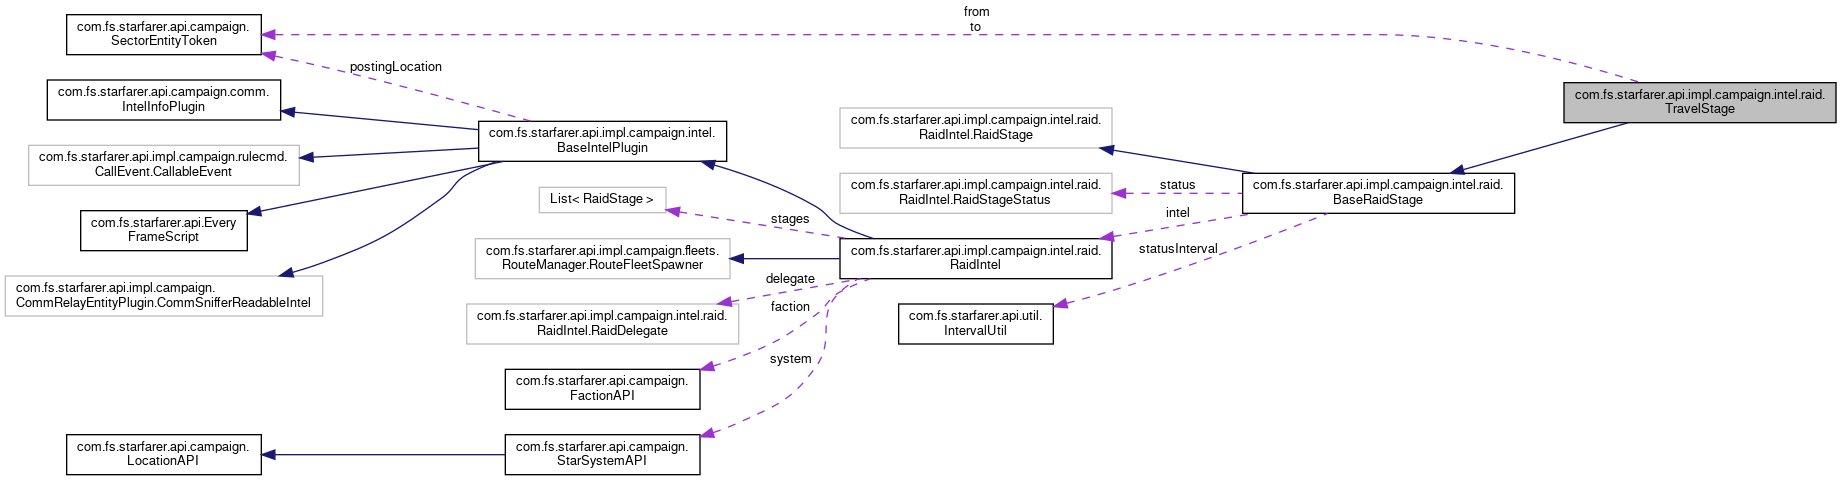 from
to
com.fs.starfarer.api.campaign.
SectorEntityToken
postingLocation
com.fs.starfarer.api.campaign.comm.
IntelInfoPlugin
com.fs.starfarer.api.impl.campaign.intel.raid.
TravelStage
com.fs.starfarer.api.impl.campaign.intel.raid.
RaidIntel.RaidStage
com.fs.starfarer.api.impl.campaign.intel.
BaseIntelPlugin
com.fs.starfarer.api.impl.campaign.rulecmd.
CallEvent.CallableEvent
com.fs.starfarer.api.impl.campaign.intel.raid.
RaidIntel.RaidStageStatus
status
com.fs.starfarer.api.impl.campaign.intel.raid.
BaseRaidStage
List< RaidStage >
stages
intel
com.fs.starfarer.api.Every
FrameScript
com.fs.starfarer.api.impl.campaign.fleets.
RouteManager.RouteFleetSpawner
com.fs.starfarer.api.impl.campaign.intel.raid.
RaidIntel
statusInterval
com.fs.starfarer.api.impl.campaign.
CommRelayEntityPlugin.CommSnifferReadableIntel
delegate
com.fs.starfarer.api.impl.campaign.intel.raid.
RaidIntel.RaidDelegate
faction
com.fs.starfarer.api.util.
IntervalUtil
system
com.fs.starfarer.api.campaign.
FactionAPI
com.fs.starfarer.api.campaign.
LocationAPI
com.fs.starfarer.api.campaign.
StarSystemAPI